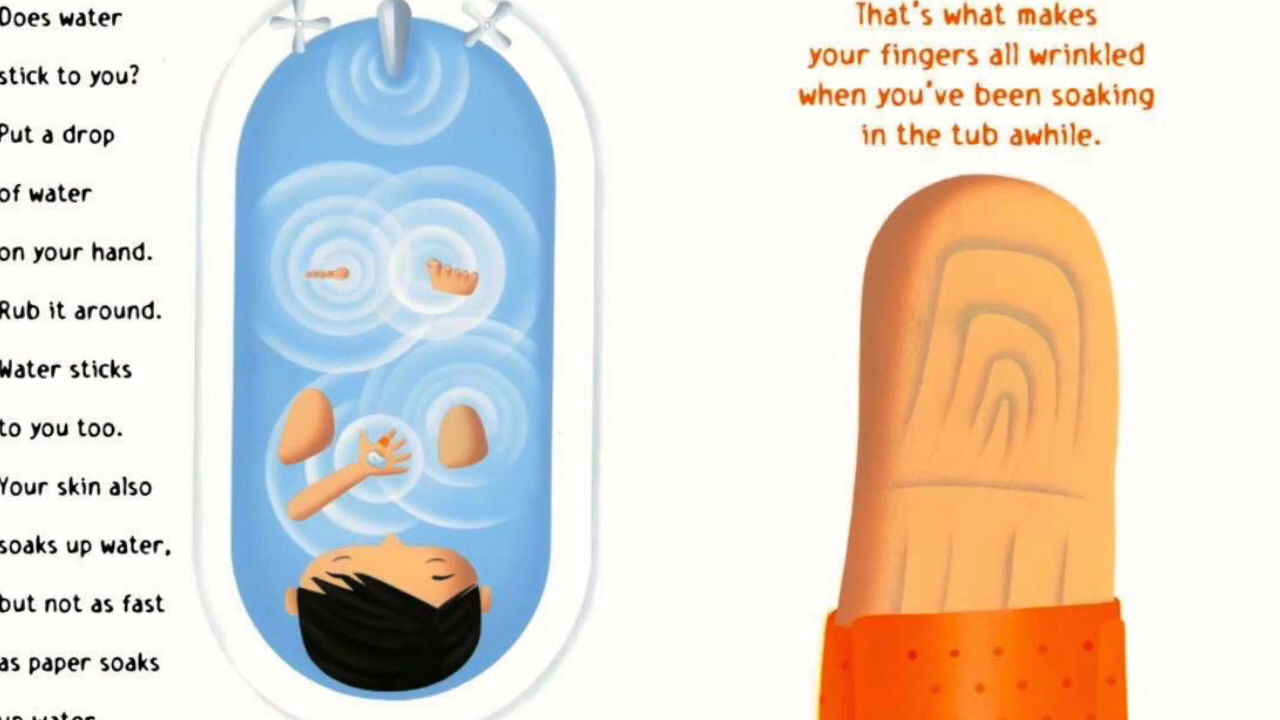 Does water
stick to you?
Put a drop
of water
on your hand.
Rub it around.
Water sticks
to you too.
Your skin also
soaks up water,
but not as fast
as paper soaks
up water.
That's what makes
your fingers all wrinkled
when you've been soaking
in the tub awhile.